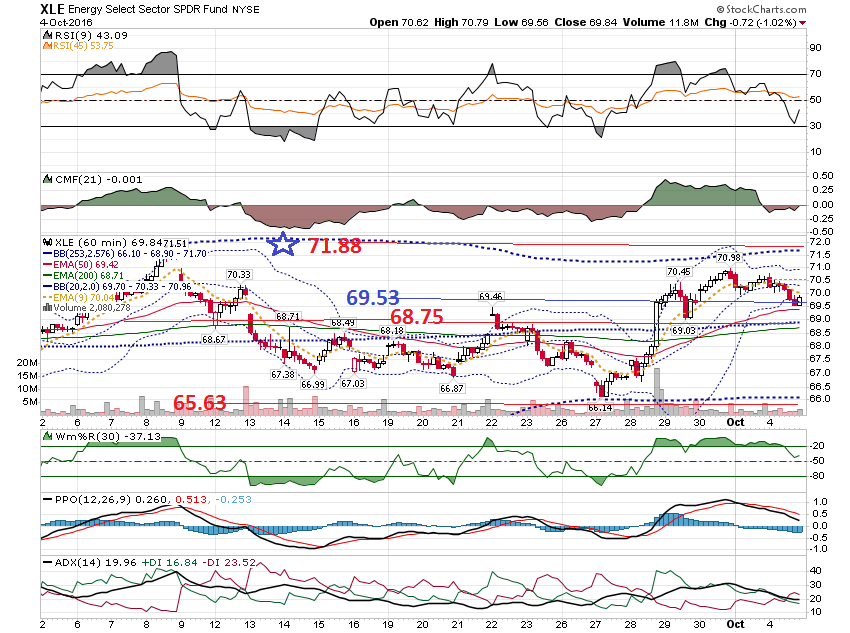 XLE Energy Select Sector SPDR Fund NYSE
© StockCharts.com
4-Oct-2016
Open 70.62 High 70.79 Low 69.56 Close 69.84 Volume 11.8M Chg -0.72 (-1.02%)
RSI(9) 43.09
RSI(45) 53.75
90
70
50
30
10
CMF(21) -0.001
0.50
0.25
0.00
-0.25
-0.50
XLE (60 min) 69.84
BB(253,2.576) 66.10 - 68.90 - 71.70
EMA(50) 69.42
EMA(200) 68.71
BB(20,2.0) 69.70 - 70.33 - 70.96
EMA(9) 70.04
Volume 2,080,278
71.51
71.88
70.33
69.53
68.75
65.63
68.67
68.71
67.38
66.99
68.49
67.03
68.18
66.87
69.46
66.14
70.45
69.03
70.98
72.0
71.5
71.0
70.5
70.0
69.5
69.0
68.5
68.0
67.5
67.0
66.5
66.0
20M
15M
10M
5M
2 6 7 8 9 12 13 14 15 16 19 20 21 22 23 26 27 28 29 30 Oct 4
Wm%R(30) -37.13
-20
-50
-80
PPO(12,26,9) 0.260, 0.513, -0.253
1.0
0.5
0.0
-0.5
-1.0
ADX(14) 19.96 +DI 16.84 -DI 23.52
40
30
20
10
2 6 7 8 9 12 13 14 15 16 19 20 21 22 23 26 27 28 29 30 Oct 4